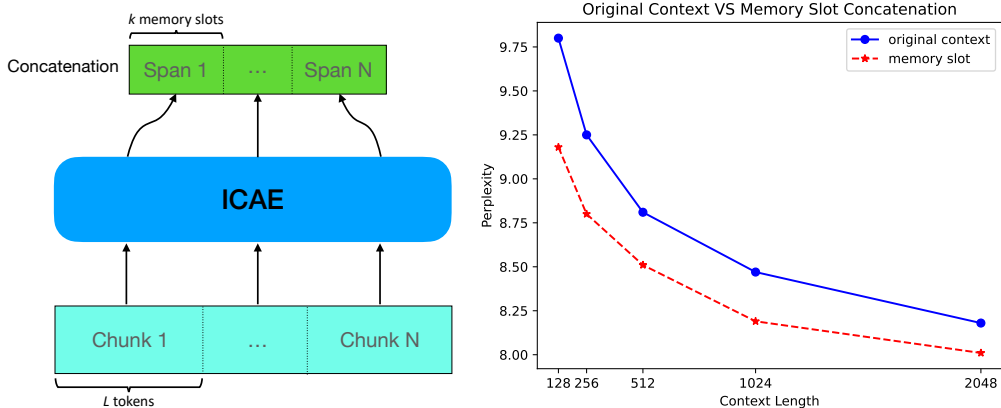 k memory slots
Concatenation
Span 1
...
Span N
ICAE
Chunk 1
...
Chunk N
L tokens
Original Context VS Memory Slot Concatenation
original context
memory slot
Perplexity
9.75
9.50
9.25
9.00
8.75
8.50
8.25
8.00
128 256 512 1024 2048
Context Length